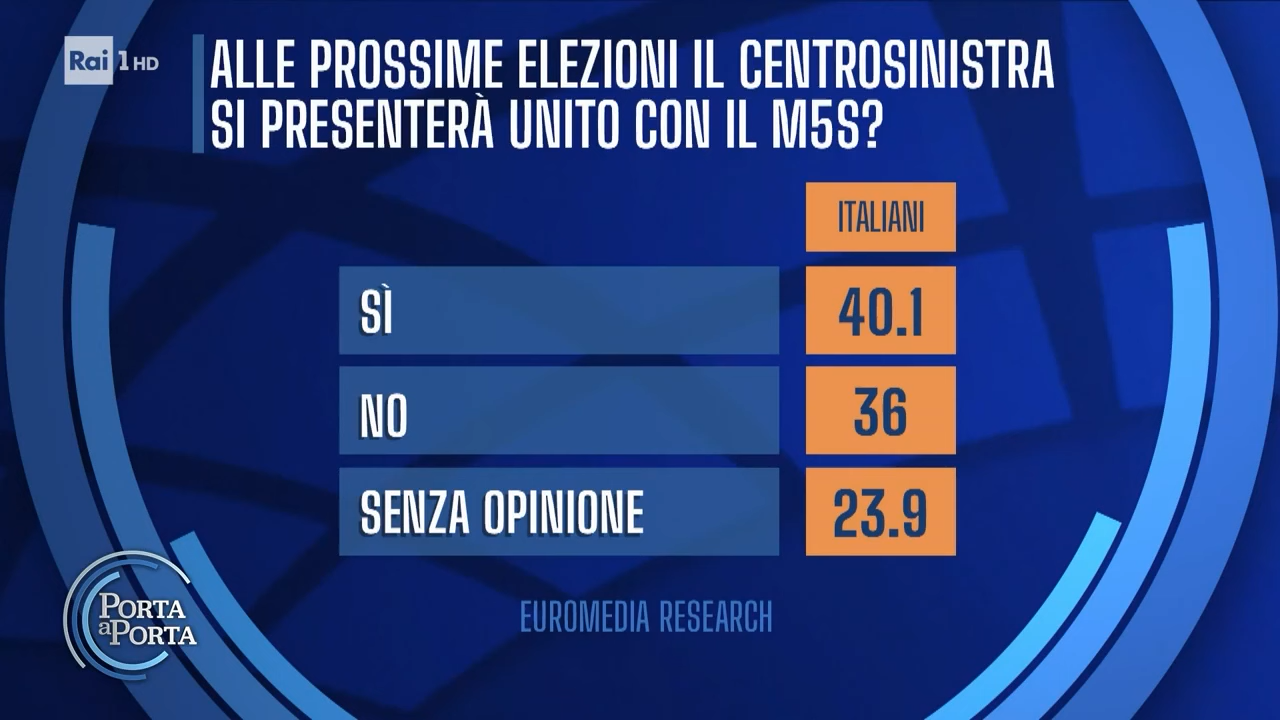 Rai 1 HD
ALLE PROSSIME ELEZIONI IL CENTROSINISTRA
SI PRESENTERÀ UNITO CON IL M5S?
ITALIANI
SÌ 40.1
NO 36
SENZA OPINIONE 23.9
EUROMEDIA RESEARCH
PORTA
aPORTA